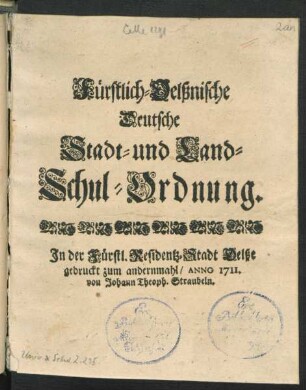 Fürstlich-Oelßnische
Teutsche
Stadt- und Land-
Schul-Ordnung.
In der Fürstl. Residentz-Stadt Oelße
gedruckt zum andernmahl / ANNO 1711.
von Johann Theoph. Straubeln.